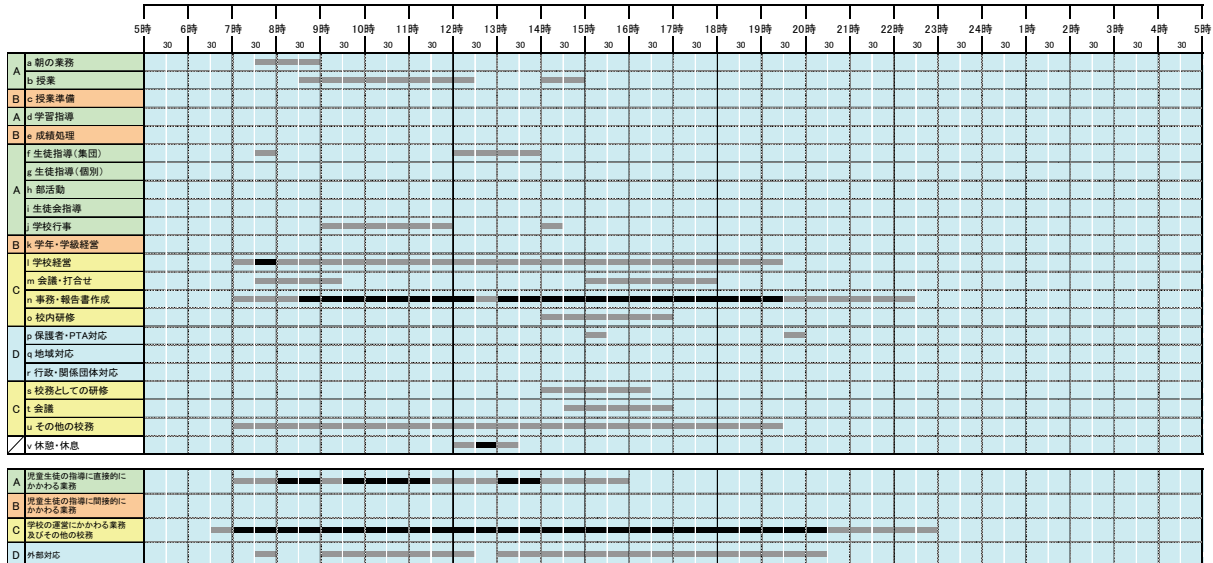 5時 6時 7時 8時 9時 10時 11時 12時 13時 14時 15時 16時 17時 18時 19時 20時 21時 22時 23時 24時 1時 2時 3時 4時 5時
30 30 30 30 30 30 30 30 30 30 30 30 30 30 30 30 30 30 30 30 30 30 30 30
A
a 朝の業務
b 授業
B c 授業準備
A d 学習指導
B e 成績処理
A
f 生徒指導(集団)
g 生徒指導(個別)
h 部活動
i 生徒会指導
j 学校行事
B k 学年・学級経営
C
l 学校経営
m 会議・打合せ
n 事務・報告書作成
o 校内研修
D
p 保護者・PTA対応
q 地域対応
r 行政・関係団体対応
C
s 校務としての研修
t 会議
u その他の校務
v 休憩・休息
A 児童生徒の指導に直接的に
かかわる業務
B 児童生徒の指導に間接的に
かかわる業務
C 学校の運営にかかわる業務
及びその他の校務
D 外部対応